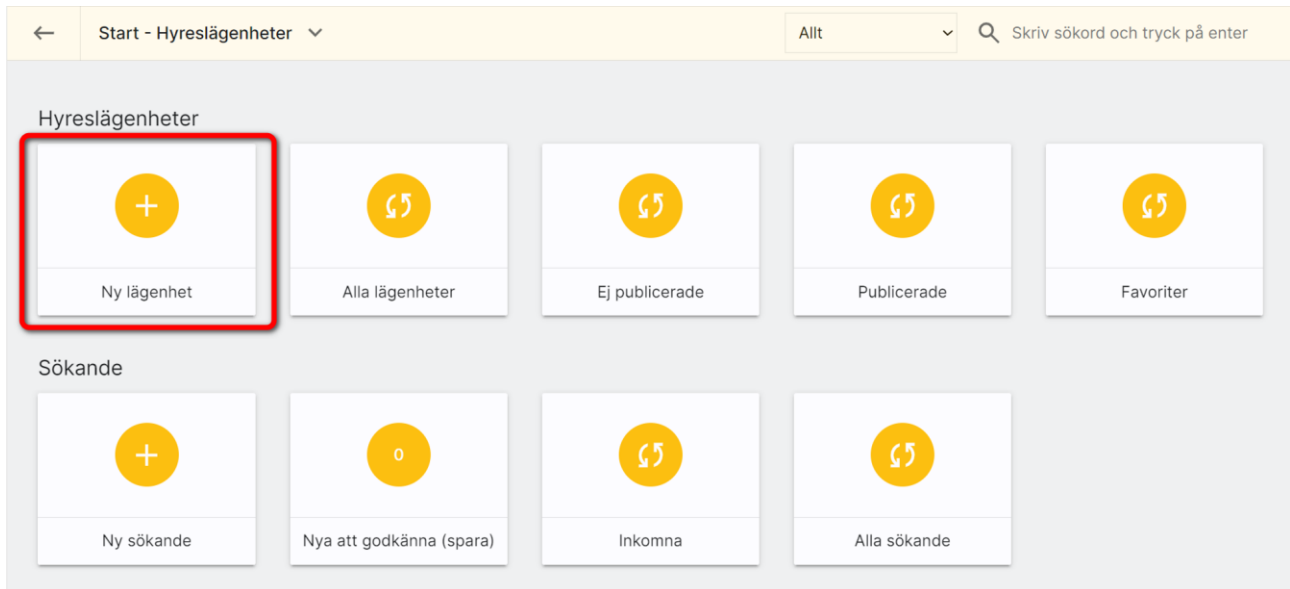 Start - Hyreslägenheter
Allt
Skriv sökord och tryck på enter
Hyreslägenheter
Ny lägenhet
Alla lägenheter
Ej publicerade
Publicerade
Favoriter
Sökande
0
Ny sökande
Nya att godkänna (spara)
Inkomna
Alla sökande